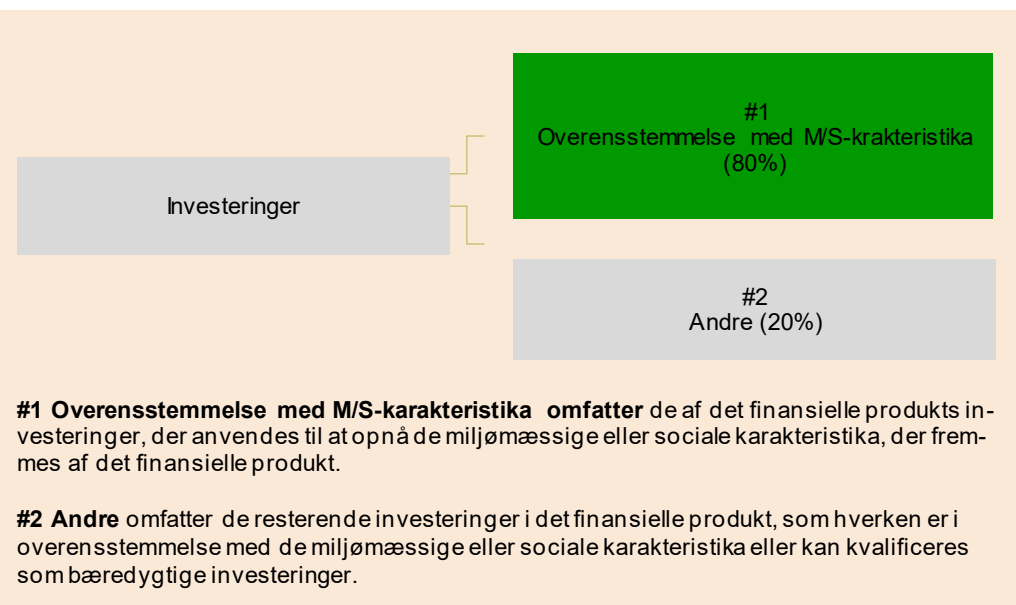 #1
Overensstemmelse med M/S-krakteristika
(80%)
Investeringer
#2
Andre (20%)
#1 Overensstemmelse med M/S-karakteristika omfatter de af det finansielle produkts in-
vesteringer, der anvendes til at opnå de miljømæssige eller sociale karakteristika, der frem-
mes af det finansielle produkt.
#2 Andre omfatter de resterende investeringer i det finansielle produkt, som hverken er i
overensstemmelse med de miljømæssige eller sociale karakteristika eller kan kvalificeres
som bæredygtige investeringer.